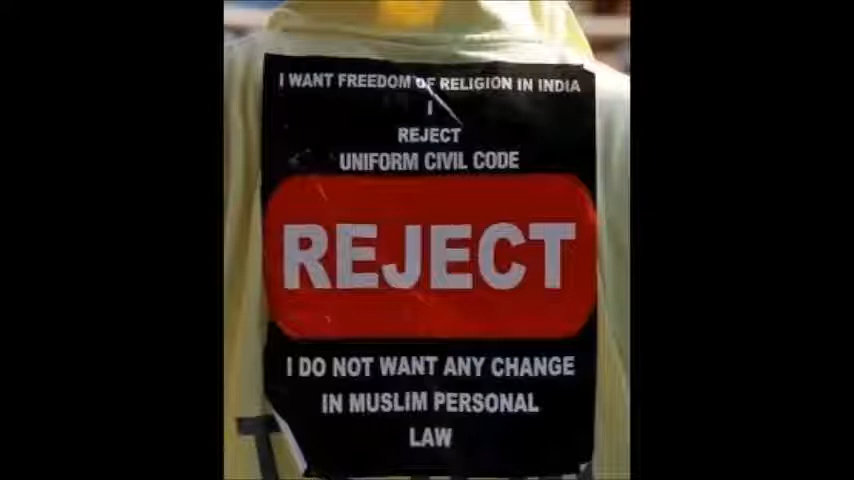 I WANT FREEDOM OF RELIGION IN INDIA
I
REJECT
UNIFORM CIVIL CODE
REJECT
I DO NOT WANT ANY CHANGE
IN MUSLIM PERSONAL
LAW